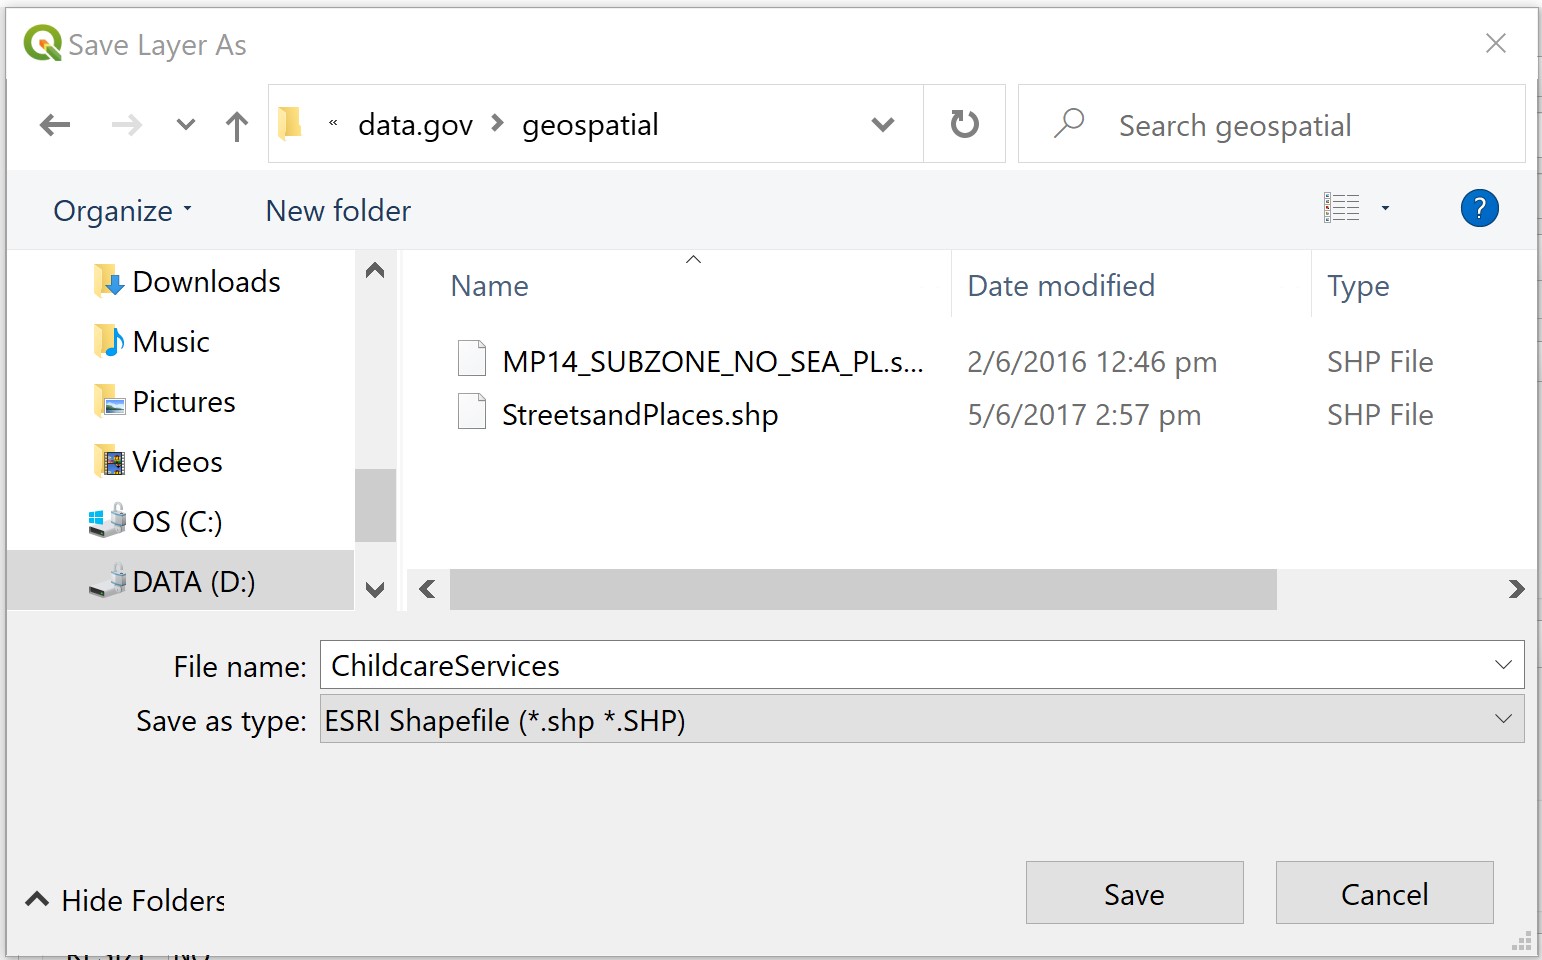 Save Layer As
« data.gov > geospatial
Search geospatial
Organize
New folder
?
Name
Date modified
Type
Downloads
Music
Pictures
Videos
OS (C:)
DATA (D:)
MP14_SUBZONE_NO_SEA_PL.s... 2/6/2016 12:46 pm SHP File
StreetsandPlaces.shp 5/6/2017 2:57 pm SHP File
File name: ChildcareServices
Save as type: ESRI Shapefile (*.shp *.SHP)
Hide Folders
Save
Cancel